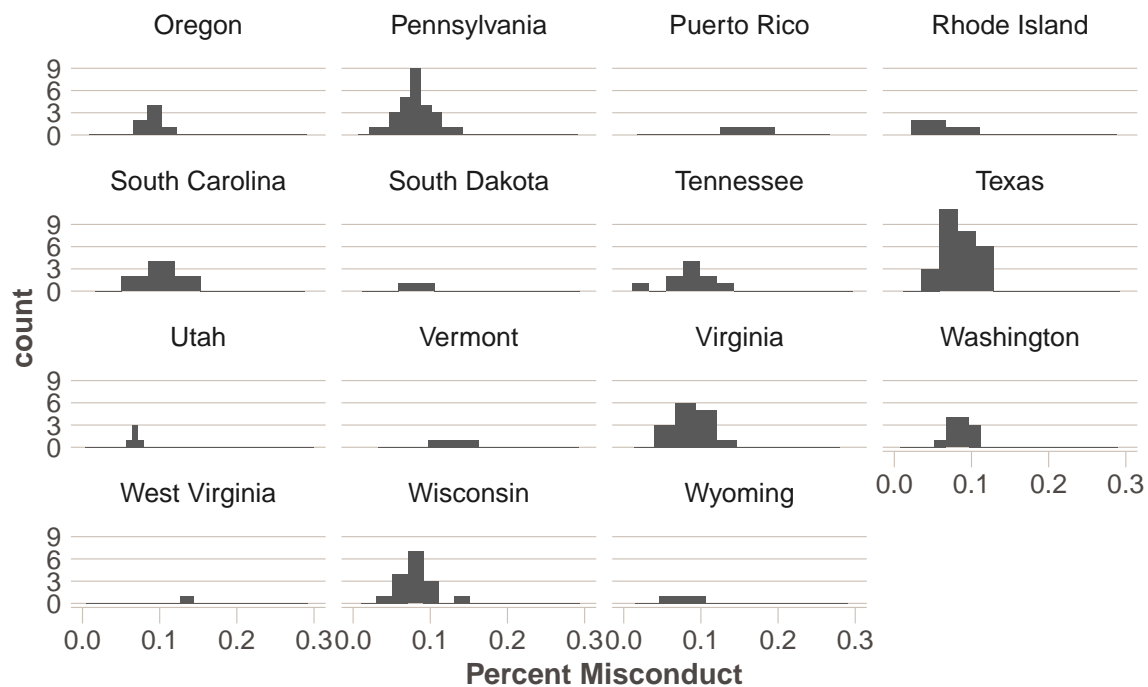 Oregon Pennsylvania Puerto Rico Rhode Island
9
6
3
0
South Carolina South Dakota Tennessee Texas
9
6
3
0
Utah Vermont Virginia Washington
9
6
3
0
0.0 0.1 0.2 0.3
West Virginia Wisconsin Wyoming
9
6
3
0
0.0 0.1 0.2 0.3 0.0 0.1 0.2 0.3 0.0 0.1 0.2 0.3
Percent Misconduct
count